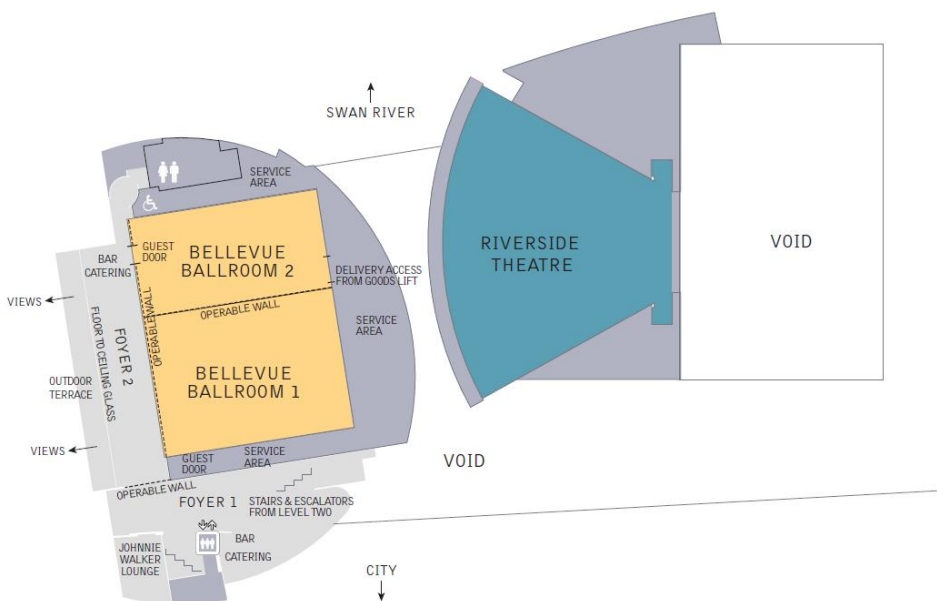 SWAN RIVER
SERVICE
AREA
RIVERSIDE
THEATRE
VOID
GUEST
DOOR
BELLEVUE
BALLROOM 2
BAR
CATERING
DELIVERY ACCESS
FROM GOODS LIFT
VIEWS
OPERABLE WALL
OPERABLE WALL
SERVICE
AREA
FLOOR TO CEILING GLASS
FOYER 2
BELLEVUE
BALLROOM 1
OUTDOOR
TERRACE
VIEWS
GUEST
DOOR
SERVICE
AREA
VOID
OPERABLE WALL
FOYER 1
STAIRS & ESCALATORS
FROM LEVEL TWO
BAR
CATERING
JOHNNIE
WALKER
LOUNGE
CITY